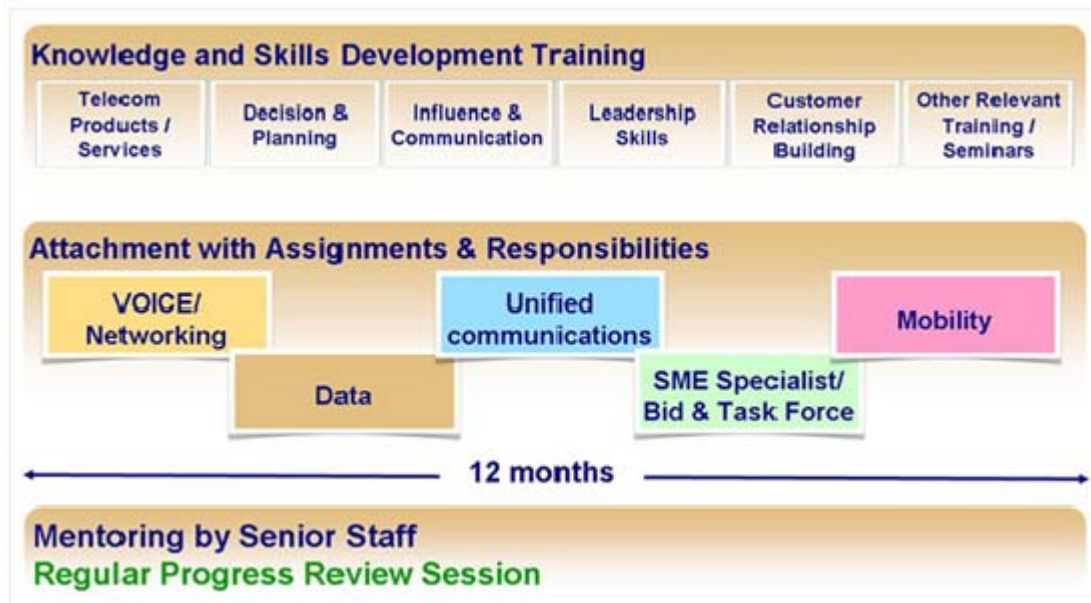 Knowledge and Skills Development Training
Telecom
Products /
Services
Decision &
Planning
Influence &
Communication
Leadership
Skills
Customer
Relationship
Building
Other Relevant
Training /
Seminars
Attachment with Assignments & Responsibilities
VOICE/
Networking
Data
Unified
communications
SME Specialist/
Bid & Task Force
Mobility
12 months
Mentoring by Senior Staff
Regular Progress Review Session